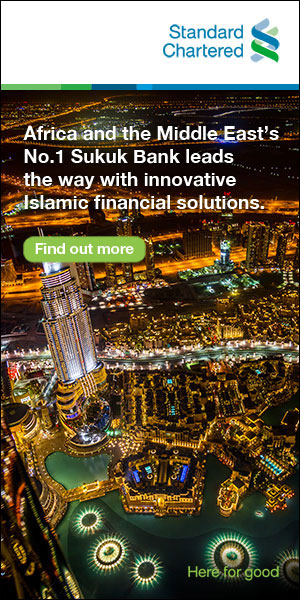 Standard
Chartered
Africa and the Middle East's
No.1 Sukuk Bank leads
the way with innovative
Islamic financial solutions.
Find out more
Here for good